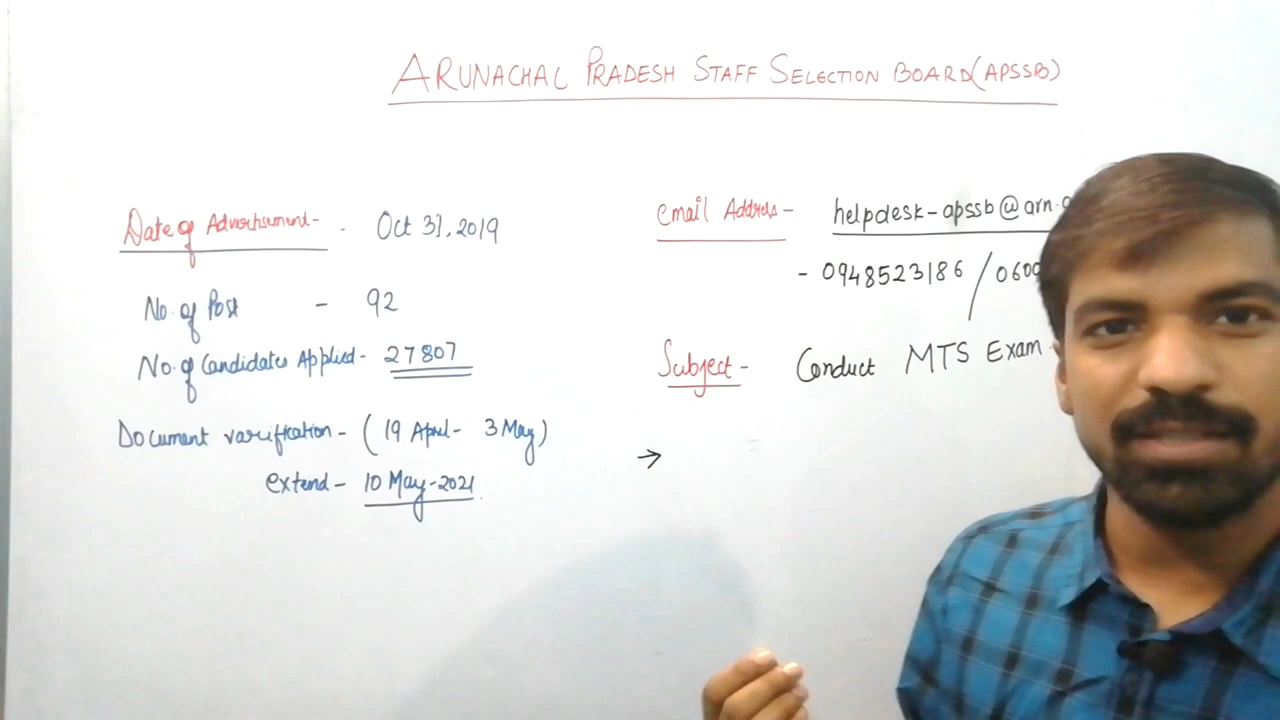 ARUNACHAL PRADESH STAFF SELECTION BOARD (APSSB)
Date of Advertisement - - Oct 31, 2019
No. of Post - 92
No. of Candidates Applied - 27807
Document varification - (19 April - 3 May)
extend - 10 May - 2021
email Address - helpdesk-apssb@arn.g
- 0948523186 / 0609
Subject - Conduct MTS Exam -
→